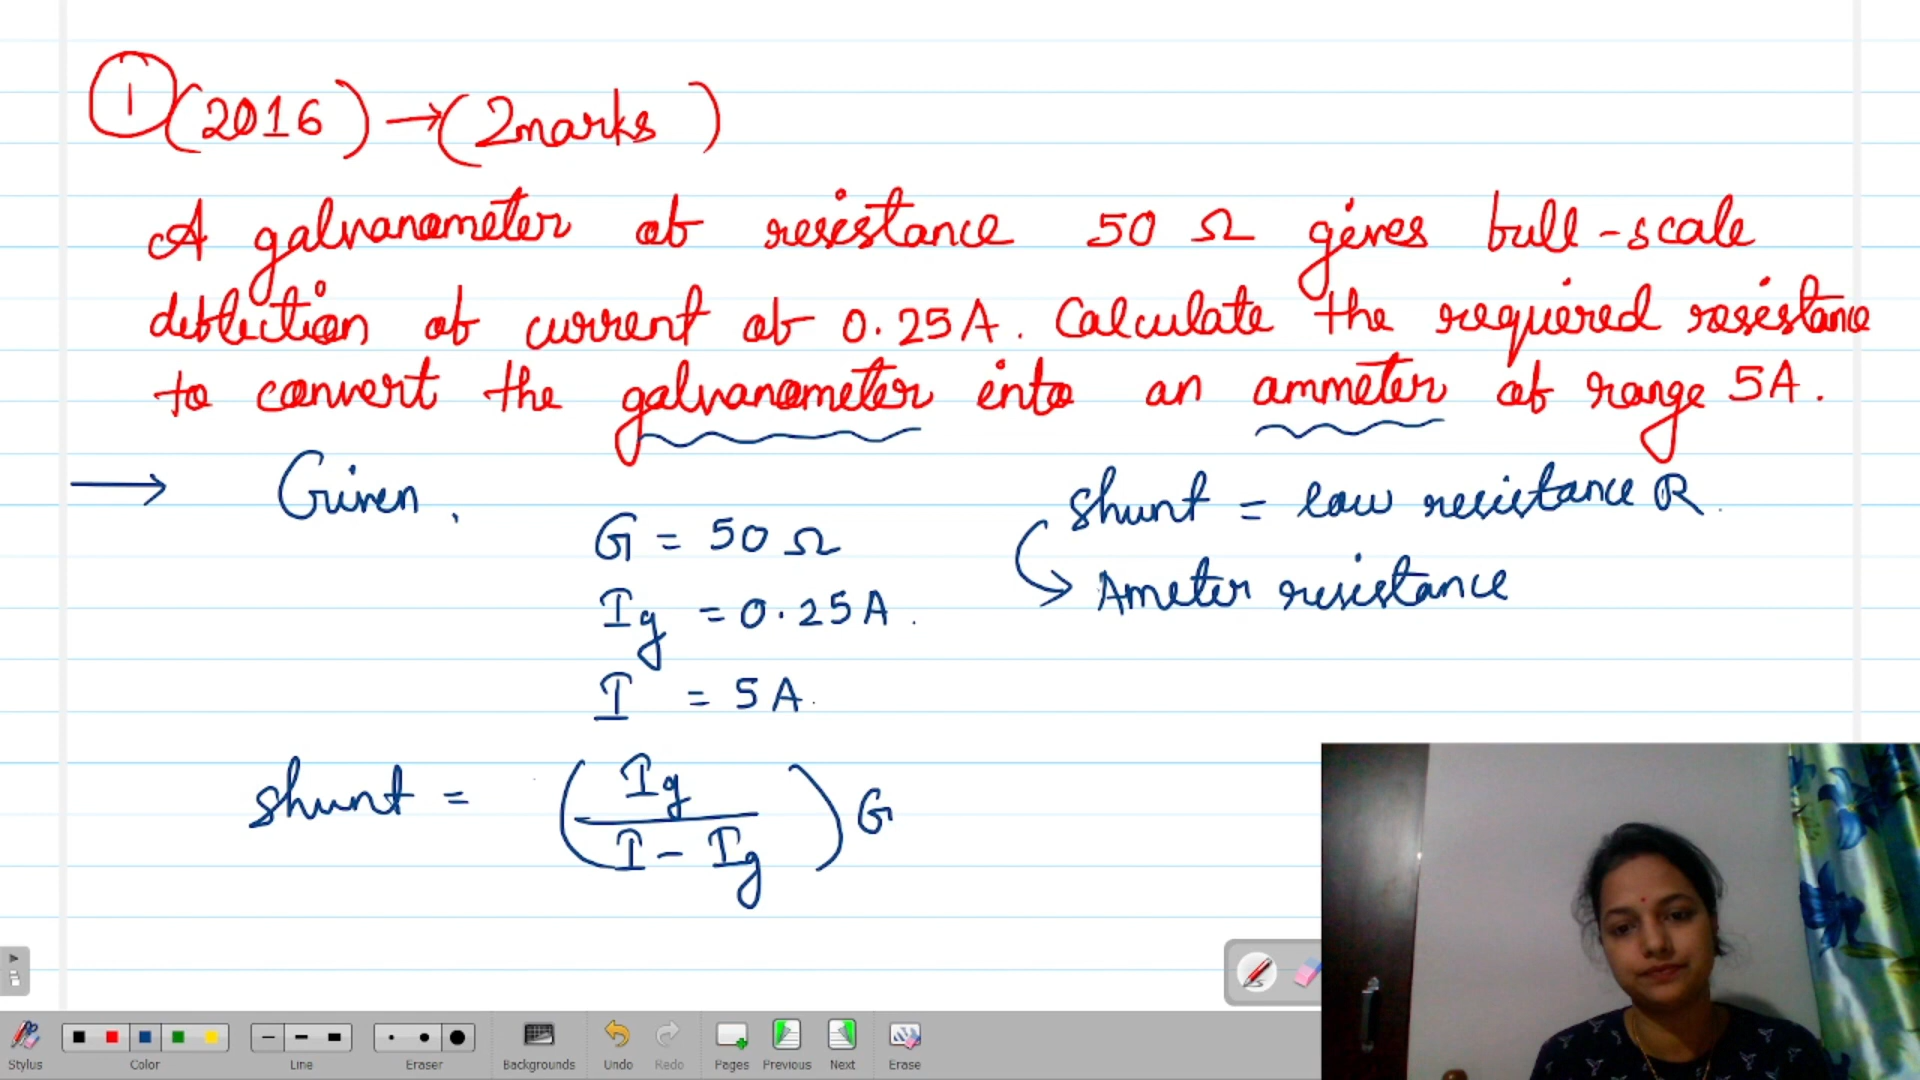 1 (2016) → (2marks)
A galvanometer of resistance 50 Ω gives full-scale
deflection of current of 0.25A. Calculate the required resistance
to convert the galvanometer into an ammeter of range 5A.
→ Given,
shunt = low resistance R.
G = 50 Ω
Ameter resistance
Ig = 0.25A.
I = 5A.
shunt = (Ig / I - Ig) G
Stylus
Color
Line
Eraser
Backgrounds
Undo
Redo
Pages
Previous
Next
Erase